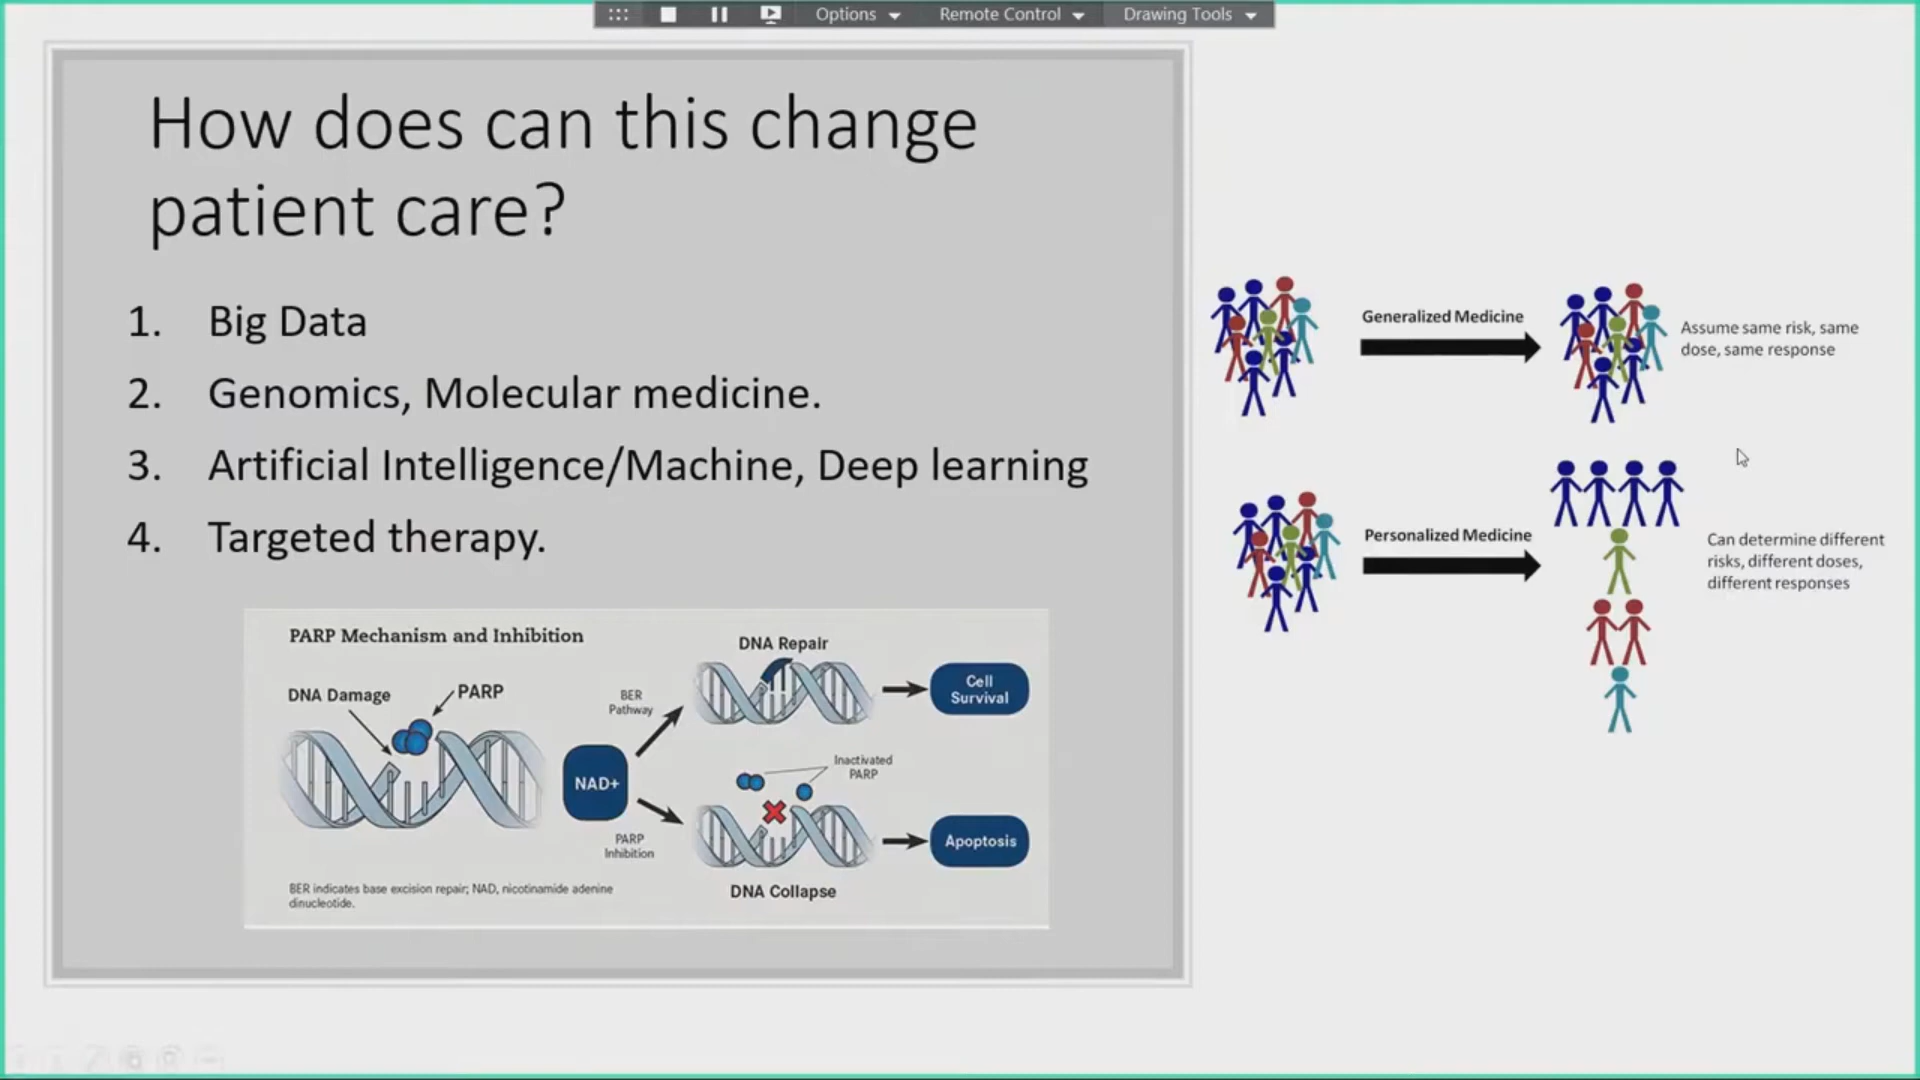 Options
Remote Control
Drawing Tools
How does can this change
patient care?
1. Big Data
2. Genomics, Molecular medicine.
3. Artificial Intelligence/Machine, Deep learning
4. Targeted therapy.
PARP Mechanism and Inhibition
DNA Damage
PARP
NAD+
BER
Pathway
DNA Repair
Cell
Survival
PARP
Inhibition
Inactivated
PARP
Apoptosis
DNA Collapse
BER indicates base excision repair; NAD, nicotinamide adenine
dinucleotide.
Generalized Medicine
Assume same risk, same
dose, same response
Personalized Medicine
Can determine different
risks, different doses,
different responses